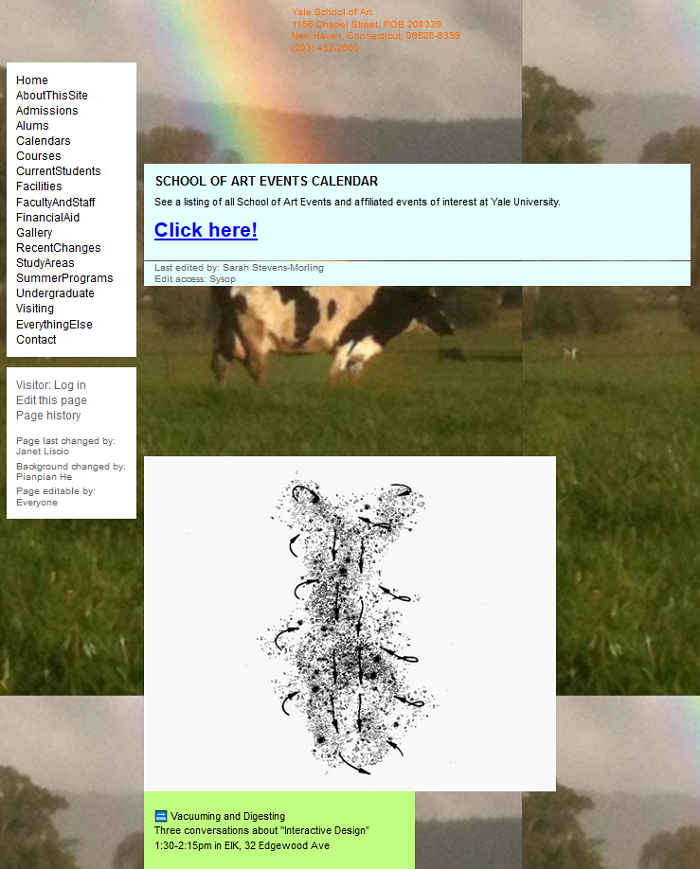 Yale School of Art
1156 Chapel Street, POB 208339
New Haven, Connecticut, 06520-8339
(203) 432-2600
Home
AboutThisSite
Admissions
Alums
Calendars
Courses
CurrentStudents
Facilities
FacultyAndStaff
FinancialAid
Gallery
RecentChanges
StudyAreas
SummerPrograms
Undergraduate
Visiting
EverythingElse
Contact
Visitor: Log in
Edit this page
Page history
Page last changed by:
Janet Liscio
Background changed by:
Pianpian He
Page editable by:
Everyone
SCHOOL OF ART EVENTS CALENDAR
See a listing of all School of Art Events and affiliated events of interest at Yale University.
Click here!
Last edited by: Sarah Stevens-Morling
Edit access: Sysop
🔜 Vacuuming and Digesting
Three conversations about "Interactive Design"
1:30-2:15pm in EIK, 32 Edgewood Ave